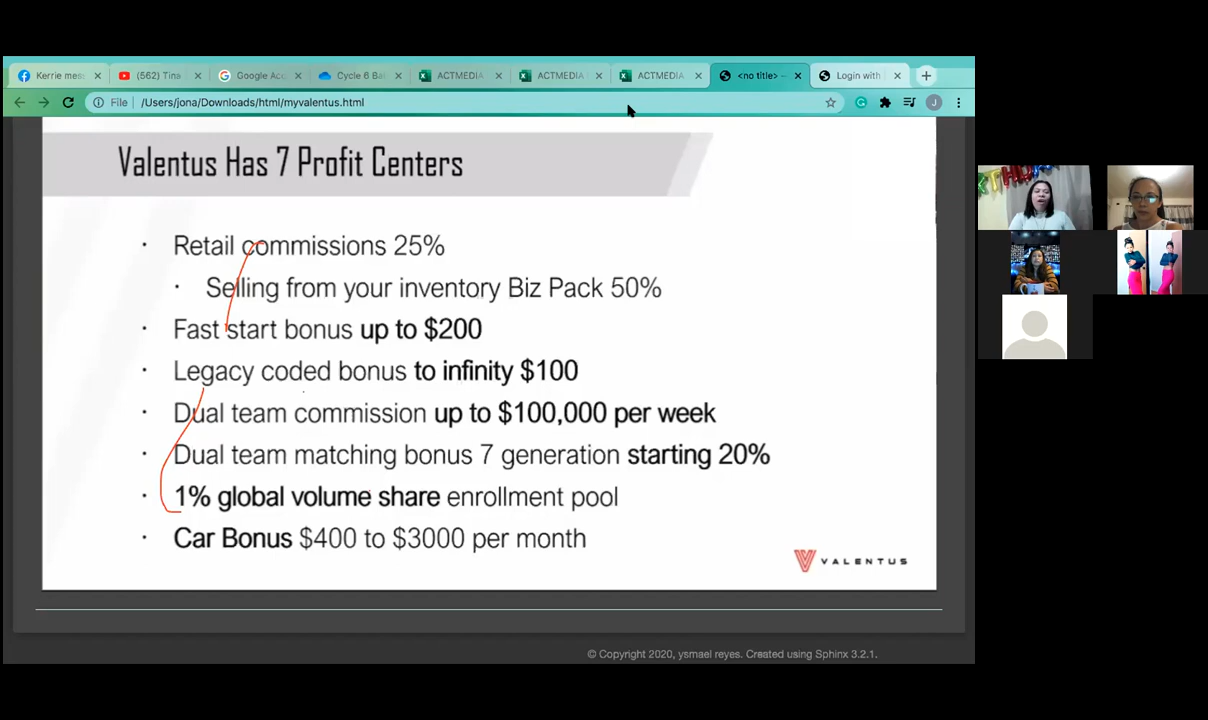 Kerrie mes
(562) Tina
Google Acc
Cycle 6 Ba
ACTMEDIA
ACTMEDIA
ACTMEDIA
<no title> –
Login with
File /Users/jona/Downloads/html/myvalentus.html
J
Valentus Has 7 Profit Centers
· Retail commissions 25%
· Selling from your inventory Biz Pack 50%
· Fast start bonus up to $200
· Legacy coded bonus to infinity $100
· Dual team commission up to $100,000 per week
· Dual team matching bonus 7 generation starting 20%
· 1% global volume share enrollment pool
· Car Bonus $400 to $3000 per month
VALENTUS
© Copyright 2020, ysmael reyes. Created using Sphinx 3.2.1.